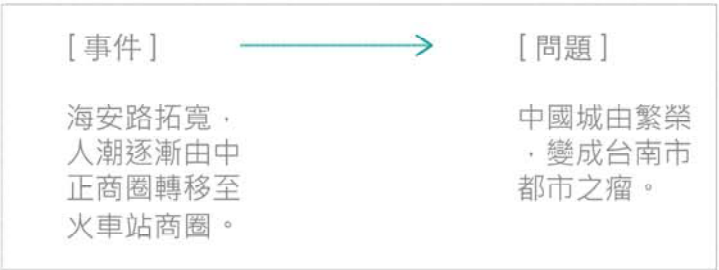 [ 事件 ]
海安路拓寬，
人潮逐漸由中
正商圈轉移至
火車站商圈。
[ 問題 ]
中國城由繁榮
，變成台南市
都市之瘤。